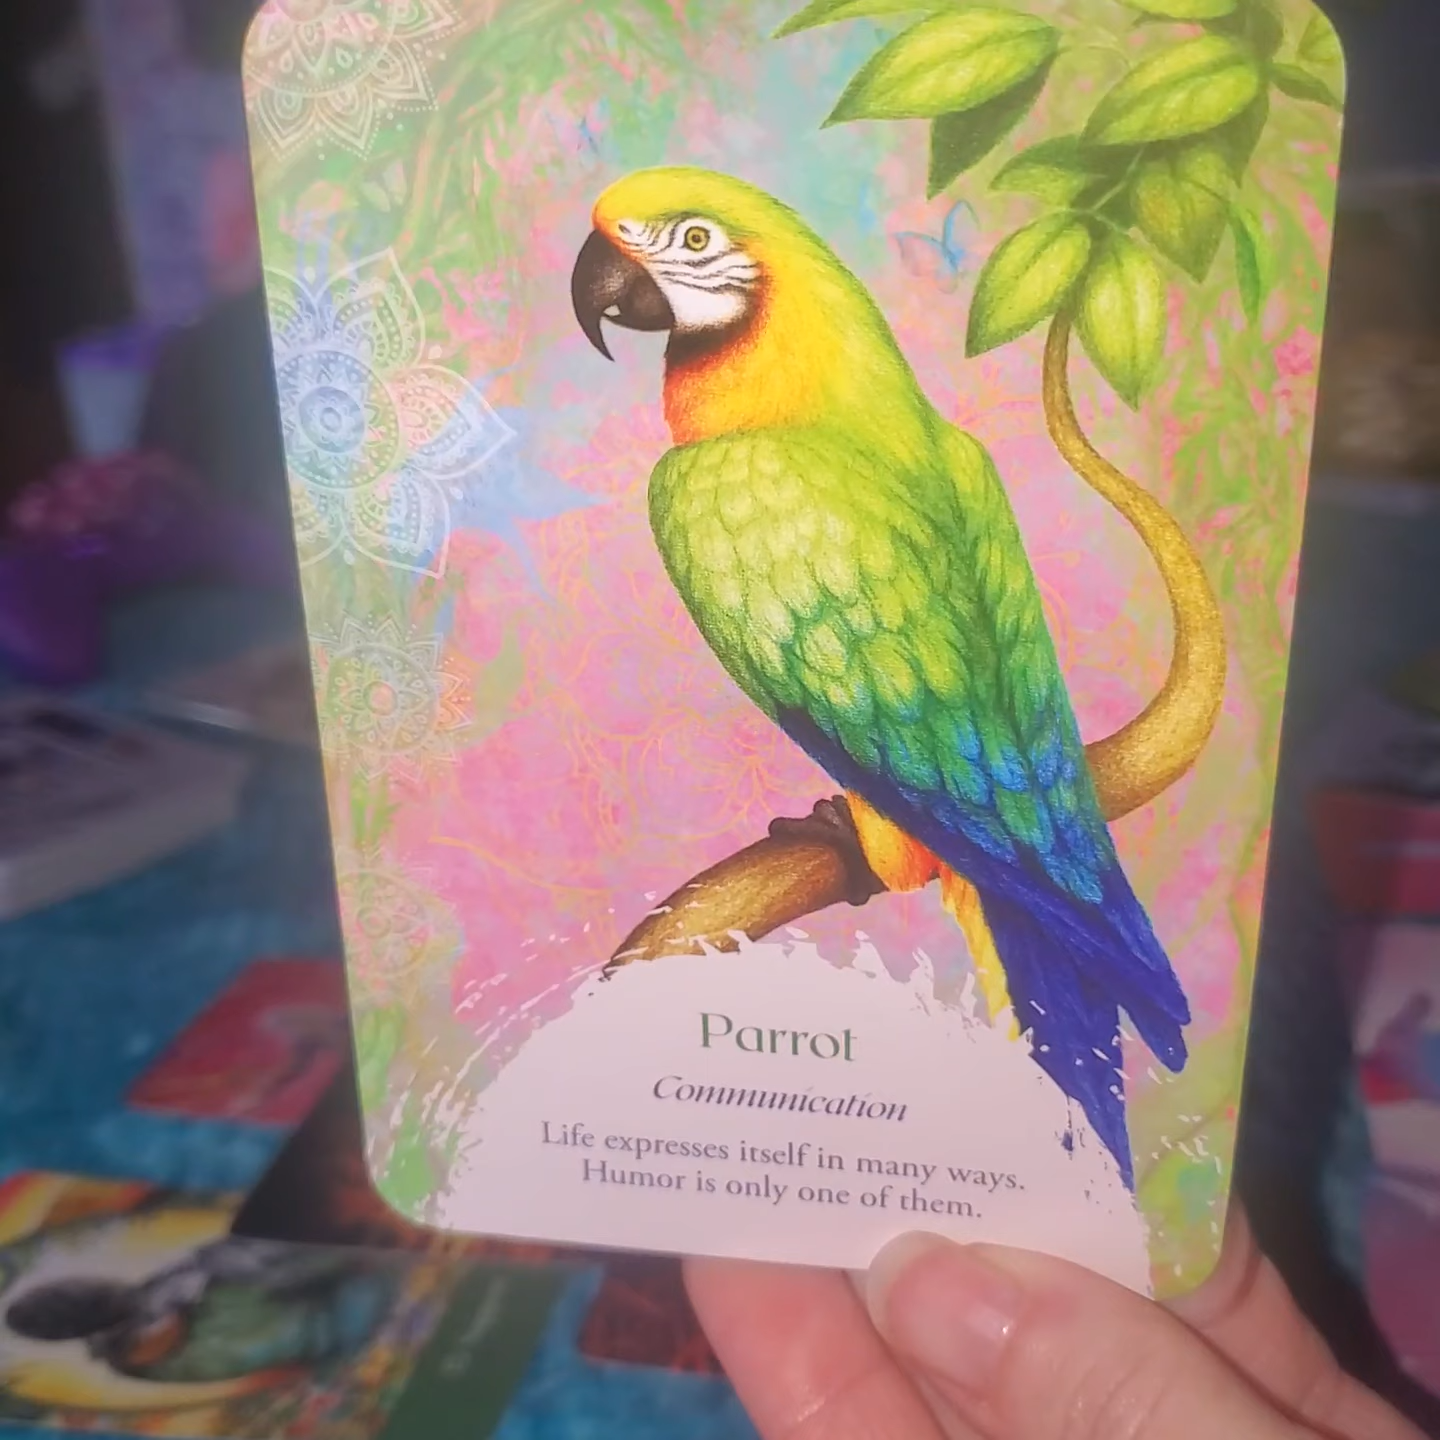 Parrot
Communication
Life expresses itself in many ways.
Humor is only one of them.